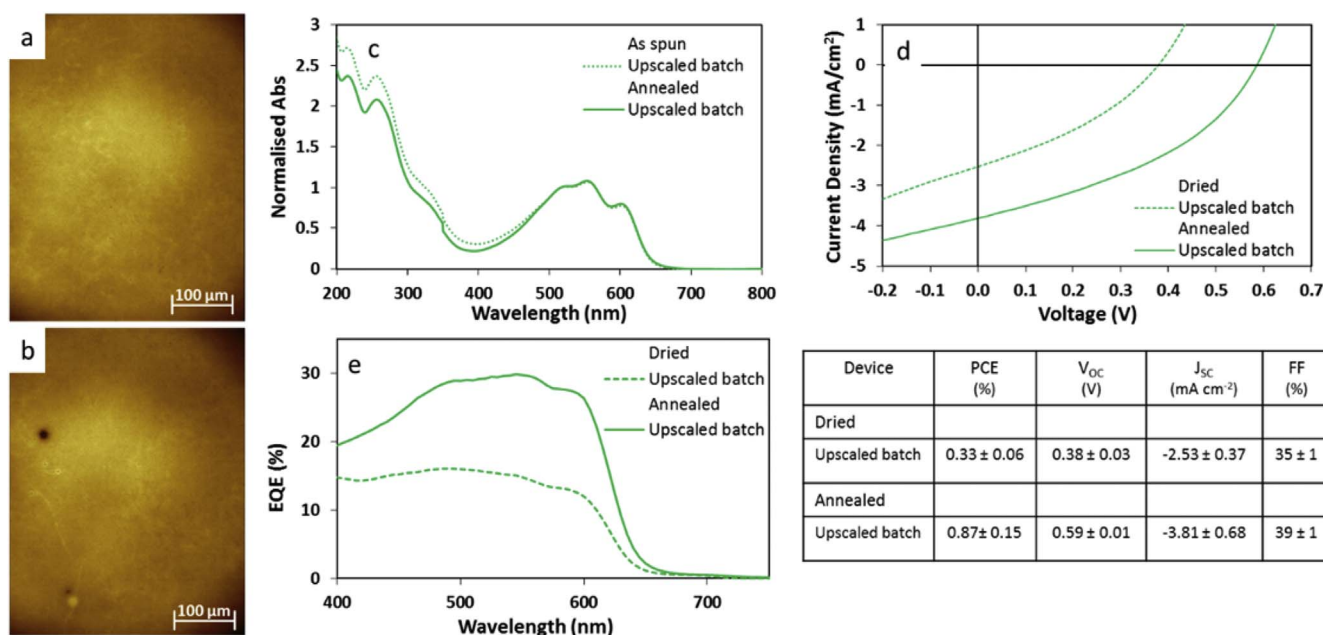 a
100 µm
b
100 µm
c
3
2.5
2
1.5
1
0.5
0
Normalised Abs
As spun
Upscaled batch
Annealed
Upscaled batch
200 300 400 500 600 700 800
Wavelength (nm)
d
1
0
-1
-2
-3
-4
-5
Current Density (mA/cm²)
Dried
Upscaled batch
Annealed
Upscaled batch
-0.2 -0.1 0.0 0.1 0.2 0.3 0.4 0.5 0.6 0.7
Voltage (V)
e
30
20
10
0
EQE (%)
Dried
Upscaled batch
Annealed
Upscaled batch
400 500 600 700
Wavelength (nm)
Device PCE (%) V_OC (V) J_SC (mA cm⁻²) FF (%)
Dried
Upscaled batch 0.33 ± 0.06 0.38 ± 0.03 -2.53 ± 0.37 35 ± 1
Annealed
Upscaled batch 0.87± 0.15 0.59 ± 0.01 -3.81 ± 0.68 39 ± 1